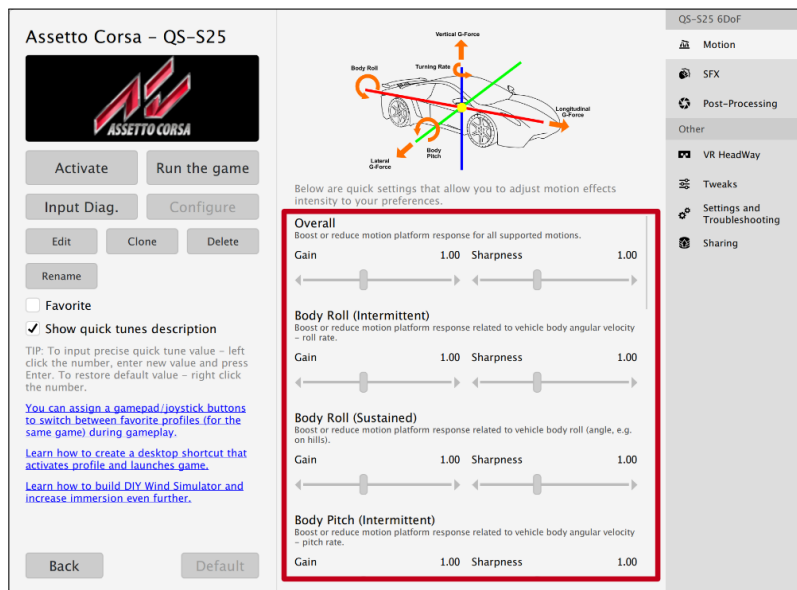 Assetto Corsa – QS–S25
ASSETTO CORSA
Activate
Run the game
Input Diag.
Configure
Edit
Clone
Delete
Rename
Favorite
Show quick tunes description
TIP: To input precise quick tune value – left
click the number, enter new value and press
Enter. To restore default value – right click
the number.
You can assign a gamepad/joystick buttons
to switch between favorite profiles (for the
same game) during gameplay.
Learn how to create a desktop shortcut that
activates profile and launches game.
Learn how to build DIY Wind Simulator and
increase immersion even further.
Back
Default
Vertical G-Force
Body Roll
Turning Rate
Longitudinal
G-Force
Body
Pitch
Lateral
G-Force
Below are quick settings that allow you to adjust motion effects
intensity to your preferences.
Overall
Boost or reduce motion platform response for all supported motions.
Gain 1.00 Sharpness 1.00
Body Roll (Intermittent)
Boost or reduce motion platform response related to vehicle body angular velocity
– roll rate.
Gain 1.00 Sharpness 1.00
Body Roll (Sustained)
Boost or reduce motion platform response related to vehicle body roll (angle, e.g.
on hills).
Gain 1.00 Sharpness 1.00
Body Pitch (Intermittent)
Boost or reduce motion platform response related to vehicle body angular velocity
– pitch rate.
Gain 1.00 Sharpness 1.00
QS–S25 6DoF
Motion
SFX
Post–Processing
Other
VR HeadWay
Tweaks
Settings and
Troubleshooting
Sharing